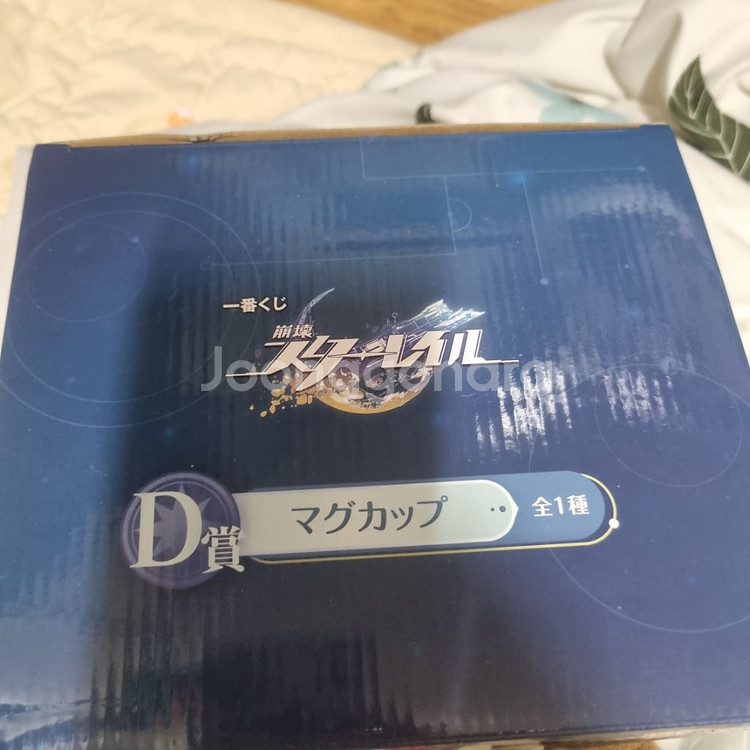 一番くじ
崩壊
スターレイル
Joonggonara
D賞
マグカップ
全1種